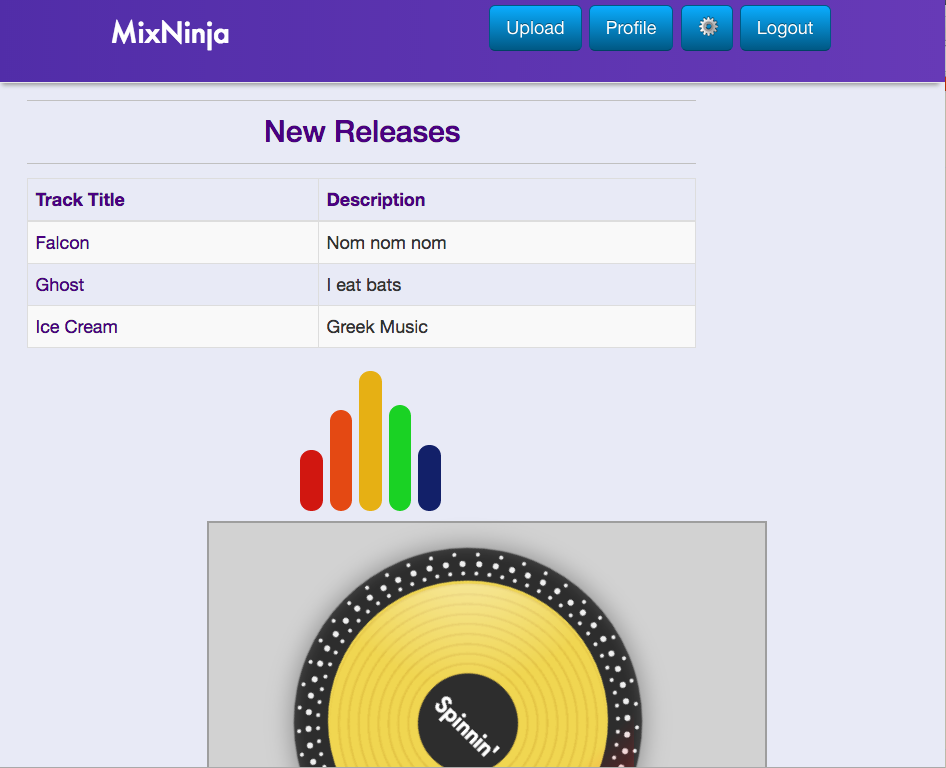 MixNinja
Upload Profile Logout
New Releases
Track Title Description
Falcon Nom nom nom
Ghost I eat bats
Ice Cream Greek Music
Spinnin'